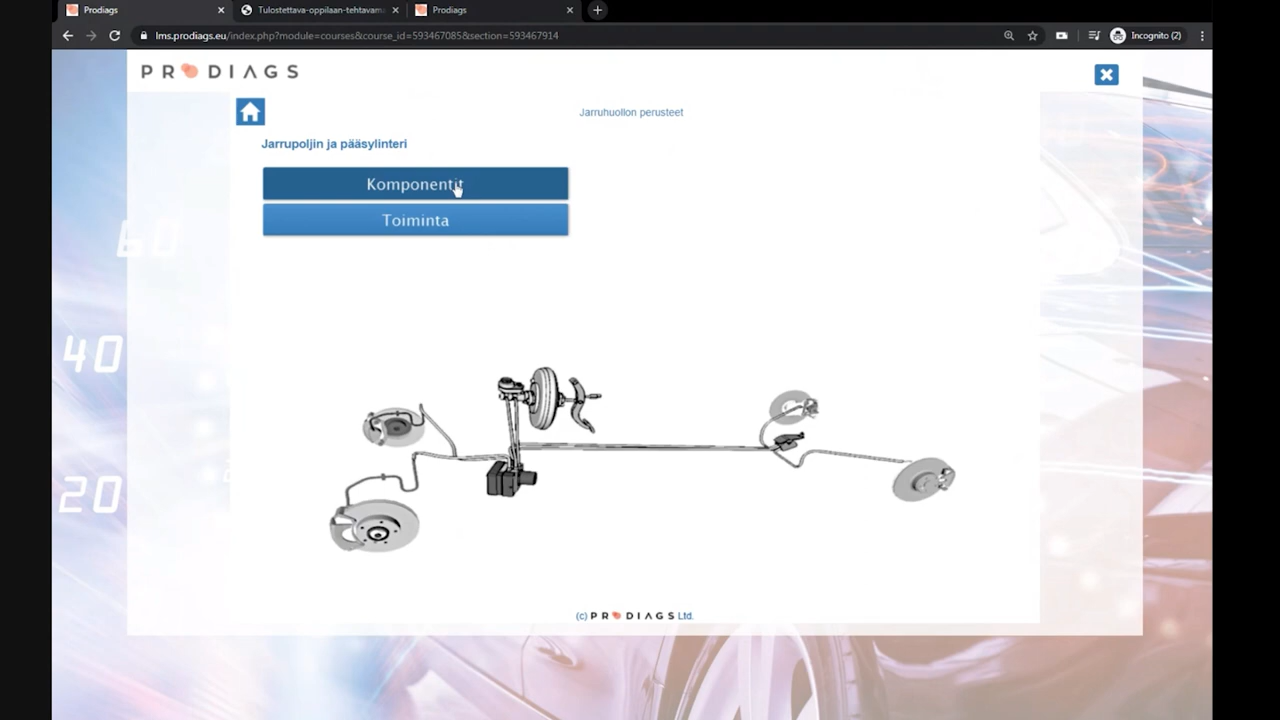 Prodiags
Tulostettava-oppilaan-tehtavama
Prodiags
lms.prodiags.eu/index.php?module=courses&course_id=593467085&section=593467914
Incognito (2)
PRODIAGS
Jarruhuollon perusteet
Jarrupoljin ja pääsylinteri
Komponentit
Toiminta
60
40
20
(c) PRODIAGS Ltd.